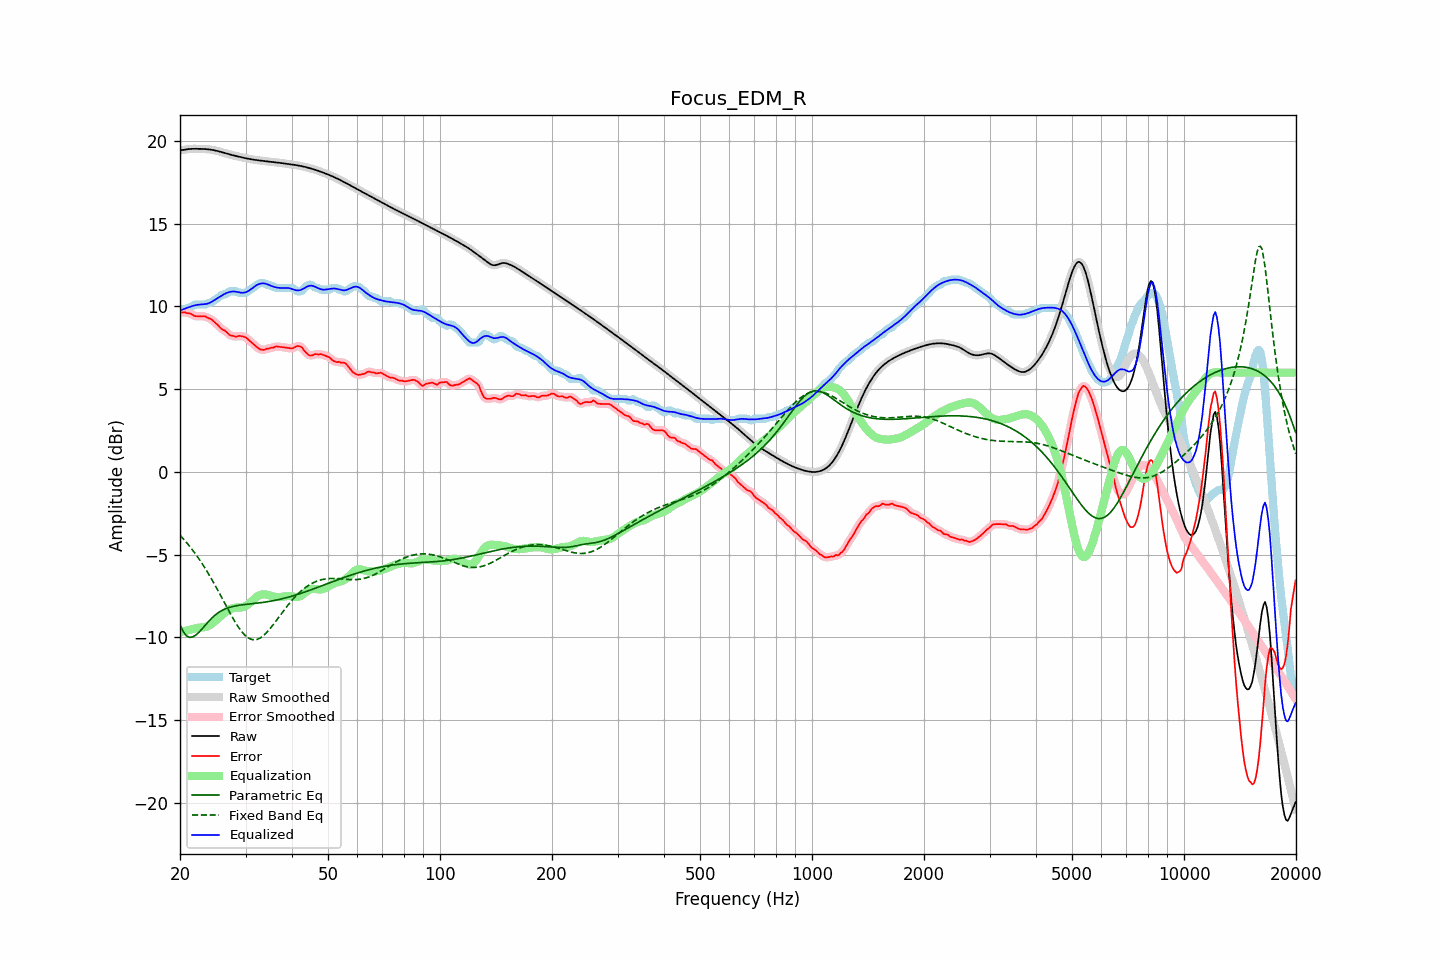 Focus_EDM_R
Amplitude (dBr)
20
15
10
5
0
−5
−10
−15
−20
Target
Raw Smoothed
Error Smoothed
Raw
Error
Equalization
Parametric Eq
Fixed Band Eq
Equalized
20 50 100 200 500 1000 2000 5000 10000 20000
Frequency (Hz)